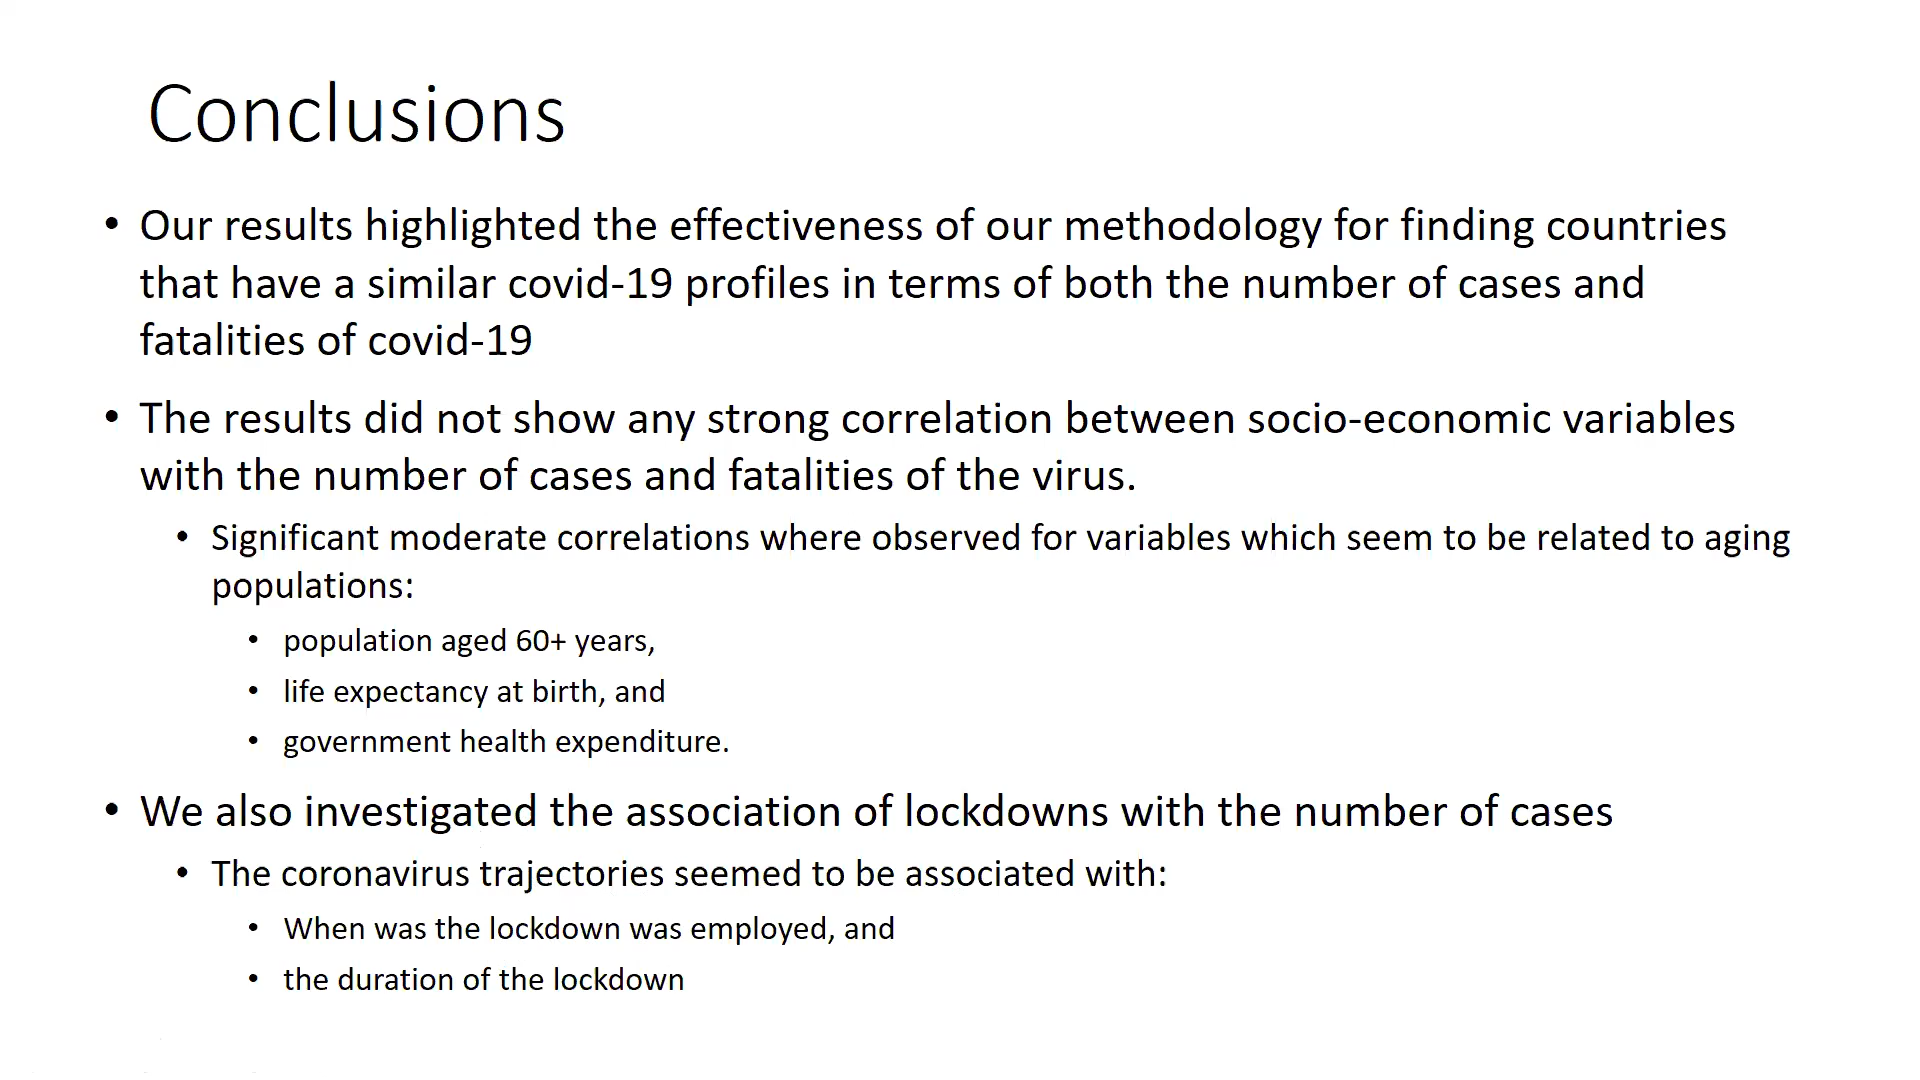 Conclusions
• Our results highlighted the effectiveness of our methodology for finding countries
that have a similar covid-19 profiles in terms of both the number of cases and
fatalities of covid-19
• The results did not show any strong correlation between socio-economic variables
with the number of cases and fatalities of the virus.
• Significant moderate correlations where observed for variables which seem to be related to aging
populations:
• population aged 60+ years,
• life expectancy at birth, and
• government health expenditure.
• We also investigated the association of lockdowns with the number of cases
• The coronavirus trajectories seemed to be associated with:
• When was the lockdown was employed, and
• the duration of the lockdown